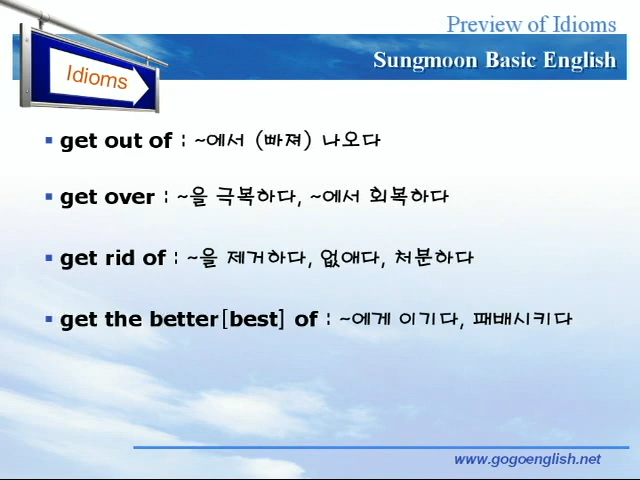 Preview of Idioms
Sungmoon Basic English
Idioms
▪ get out of : ~에서 (빠져) 나오다
▪ get over : ~을 극복하다, ~에서 회복하다
▪ get rid of : ~을 제거하다, 없애다, 처분하다
▪ get the better[best] of : ~에게 이기다, 패배시키다
www.gogoenglish.net